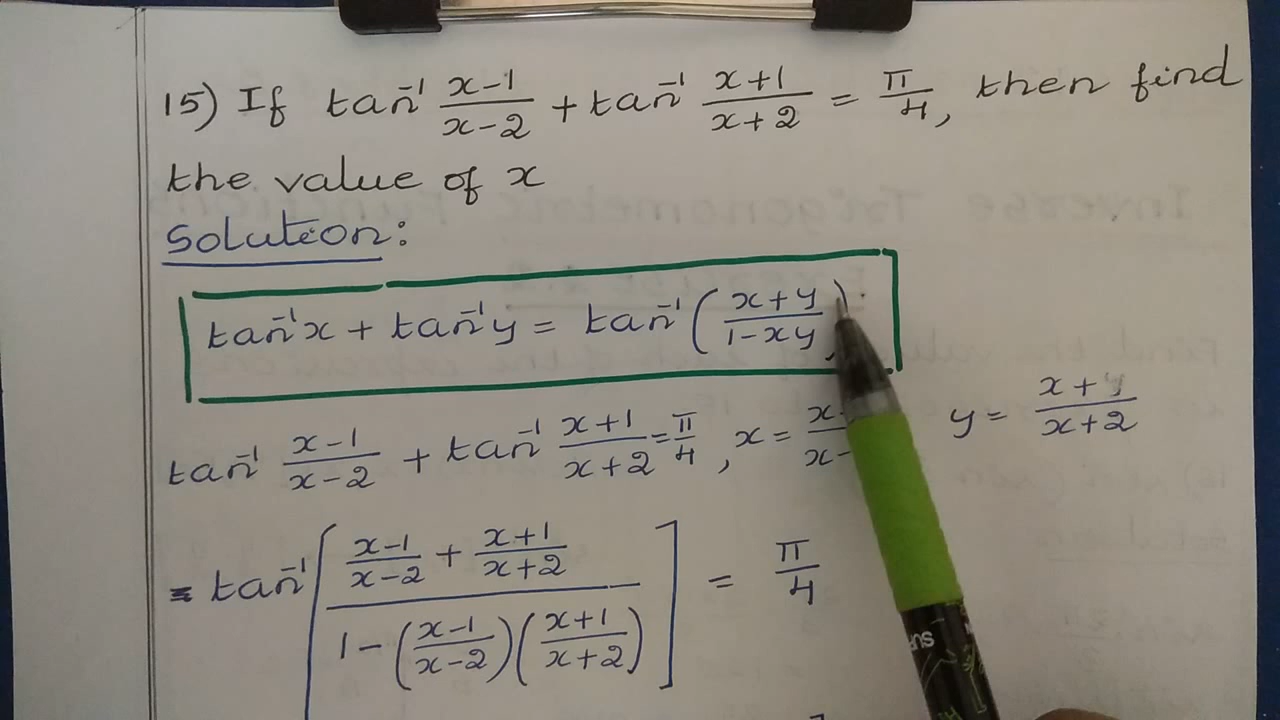 15) If tan⁻¹ (x-1)/(x-2) + tan⁻¹ (x+1)/(x+2) = π/4, then find
the value of x
Solution:
tan⁻¹x + tan⁻¹y = tan⁻¹ ( (x+y)/(1-xy) )
tan⁻¹ (x-1)/(x-2) + tan⁻¹ (x+1)/(x+2) = π/4, x = y = (x+1)/(x+2)
= tan⁻¹ [ ( (x-1)/(x-2) + (x+1)/(x+2) ) / ( 1 - ((x-1)/(x-2)) ((x+1)/(x+2)) ) ] = π/4